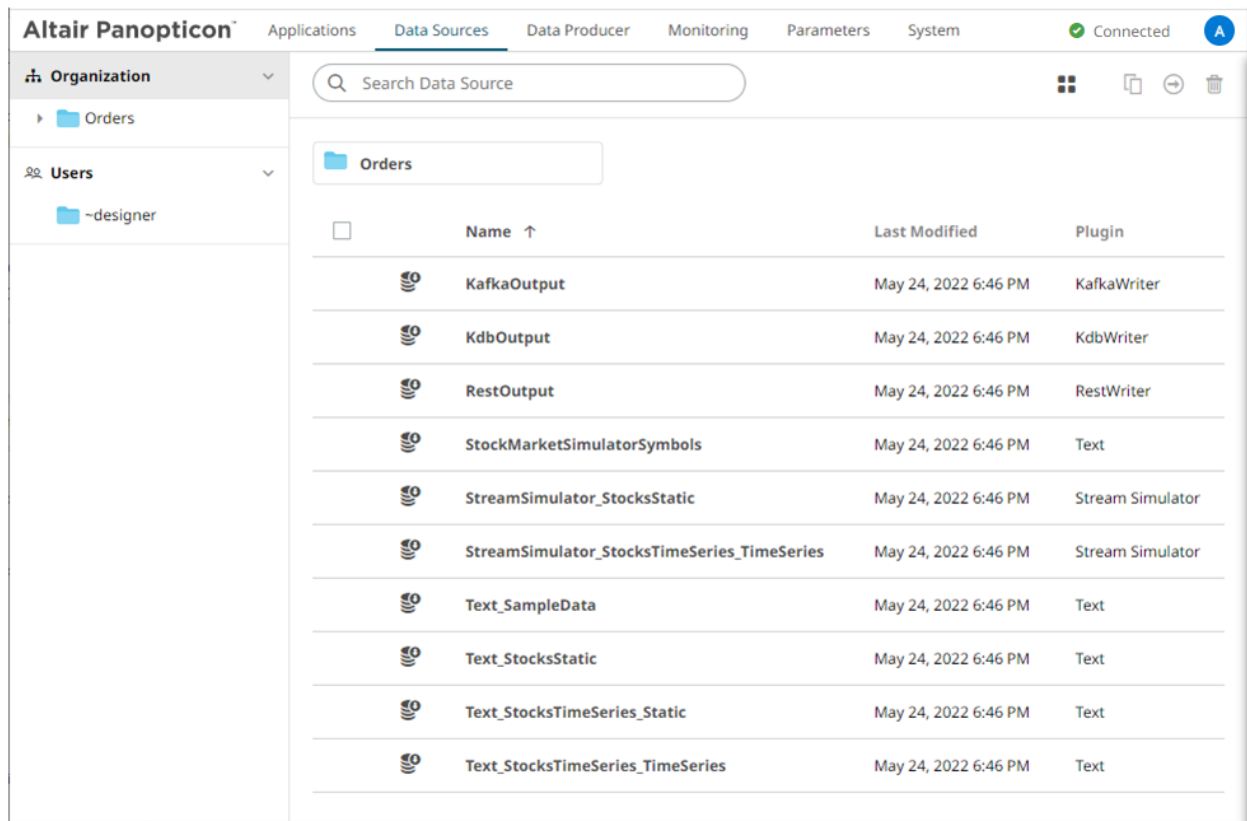 Altair Panopticon™ Applications Data Sources Data Producer Monitoring Parameters System Connected A
Organization
Orders
Users
~designer
Search Data Source
Orders
Name ↑ Last Modified Plugin
KafkaOutput May 24, 2022 6:46 PM KafkaWriter
KdbOutput May 24, 2022 6:46 PM KdbWriter
RestOutput May 24, 2022 6:46 PM RestWriter
StockMarketSimulatorSymbols May 24, 2022 6:46 PM Text
StreamSimulator_StocksStatic May 24, 2022 6:46 PM Stream Simulator
StreamSimulator_StocksTimeSeries_TimeSeries May 24, 2022 6:46 PM Stream Simulator
Text_SampleData May 24, 2022 6:46 PM Text
Text_StocksStatic May 24, 2022 6:46 PM Text
Text_StocksTimeSeries_Static May 24, 2022 6:46 PM Text
Text_StocksTimeSeries_TimeSeries May 24, 2022 6:46 PM Text